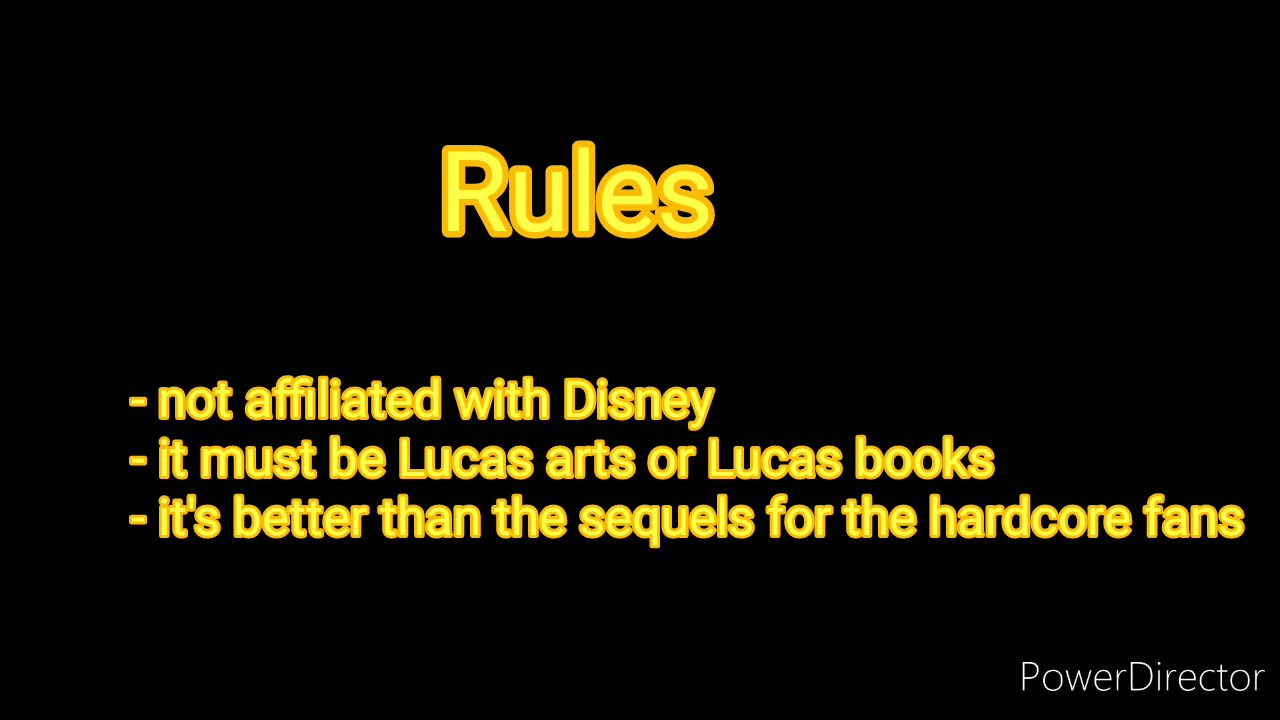 Rules
- not affiliated with Disney
- it must be Lucas arts or Lucas books
- it's better than the sequels for the hardcore fans
PowerDirector